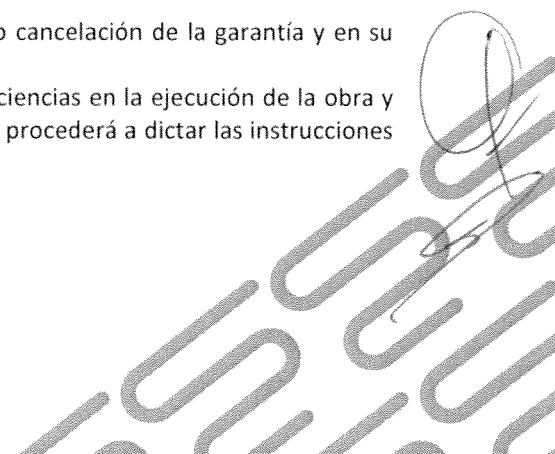 o cancelación de la garantía y en su
ciencias en la ejecución de la obra y
procederá a dictar las instrucciones